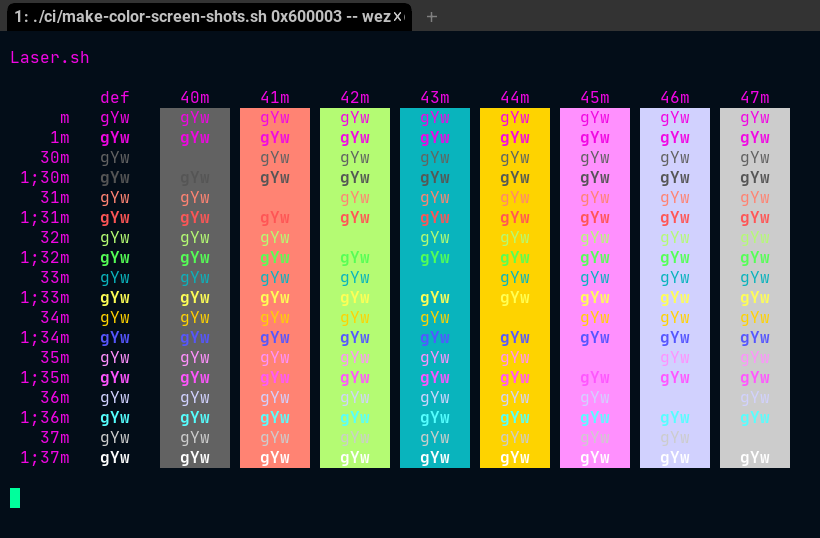 1: ./ci/make-color-screen-shots.sh 0x600003 -- wez
Laser.sh
def 40m 41m 42m 43m 44m 45m 46m 47m
m gYw gYw gYw gYw gYw gYw gYw gYw gYw
1m gYw gYw gYw gYw gYw gYw gYw gYw gYw
30m gYw gYw gYw gYw gYw gYw gYw gYw
1;30m gYw gYw gYw gYw gYw gYw gYw gYw gYw
31m gYw gYw gYw gYw gYw gYw gYw gYw
1;31m gYw gYw gYw gYw gYw gYw gYw gYw gYw
32m gYw gYw gYw gYw gYw gYw gYw gYw
1;32m gYw gYw gYw gYw gYw gYw gYw gYw gYw
33m gYw gYw gYw gYw gYw gYw gYw gYw
1;33m gYw gYw gYw gYw gYw gYw gYw gYw gYw
34m gYw gYw gYw gYw gYw gYw gYw gYw
1;34m gYw gYw gYw gYw gYw gYw gYw gYw gYw
35m gYw gYw gYw gYw gYw gYw gYw gYw
1;35m gYw gYw gYw gYw gYw gYw gYw gYw gYw
36m gYw gYw gYw gYw gYw gYw gYw gYw
1;36m gYw gYw gYw gYw gYw gYw gYw gYw gYw
37m gYw gYw gYw gYw gYw gYw gYw gYw
1;37m gYw gYw gYw gYw gYw gYw gYw gYw gYw